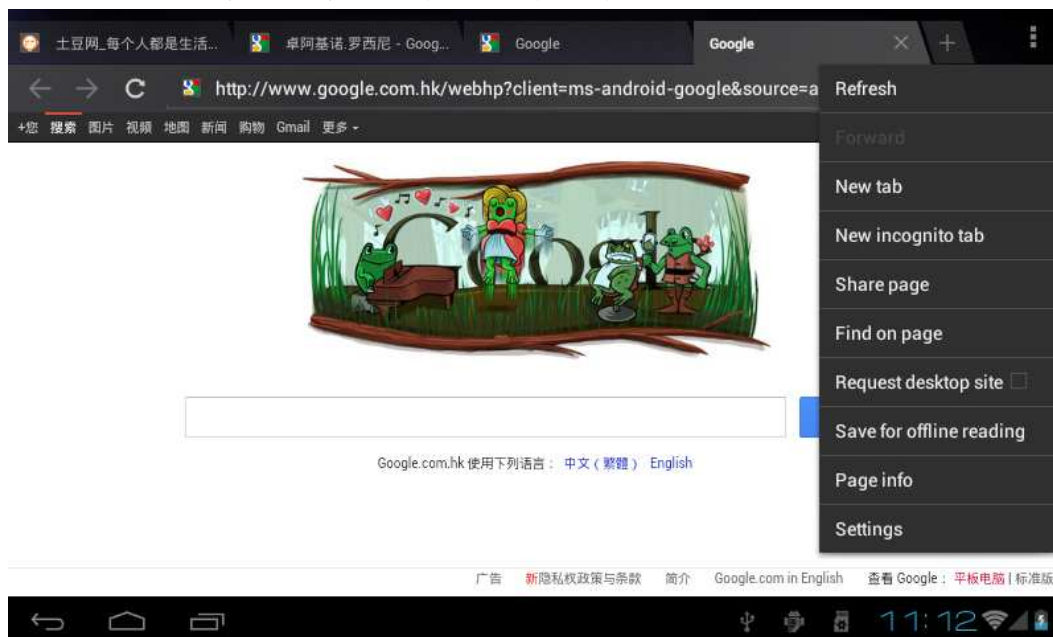 土豆网_每个人都是生活...
卓阿基诺.罗西尼 - Goog...
Google
Google
http://www.google.com.hk/webhp?client=ms-android-google&source=a
+您 搜索 图片 视频 地图 新闻 购物 Gmail 更多
Google
Google.com.hk 使用下列语言： 中文（繁體） English
Refresh
Forward
New tab
New incognito tab
Share page
Find on page
Request desktop site
Save for offline reading
Page info
Settings
广告 新隐私权政策与条款 简介 Google.com in English 查看 Google： 平板电脑 | 标准版
11:12